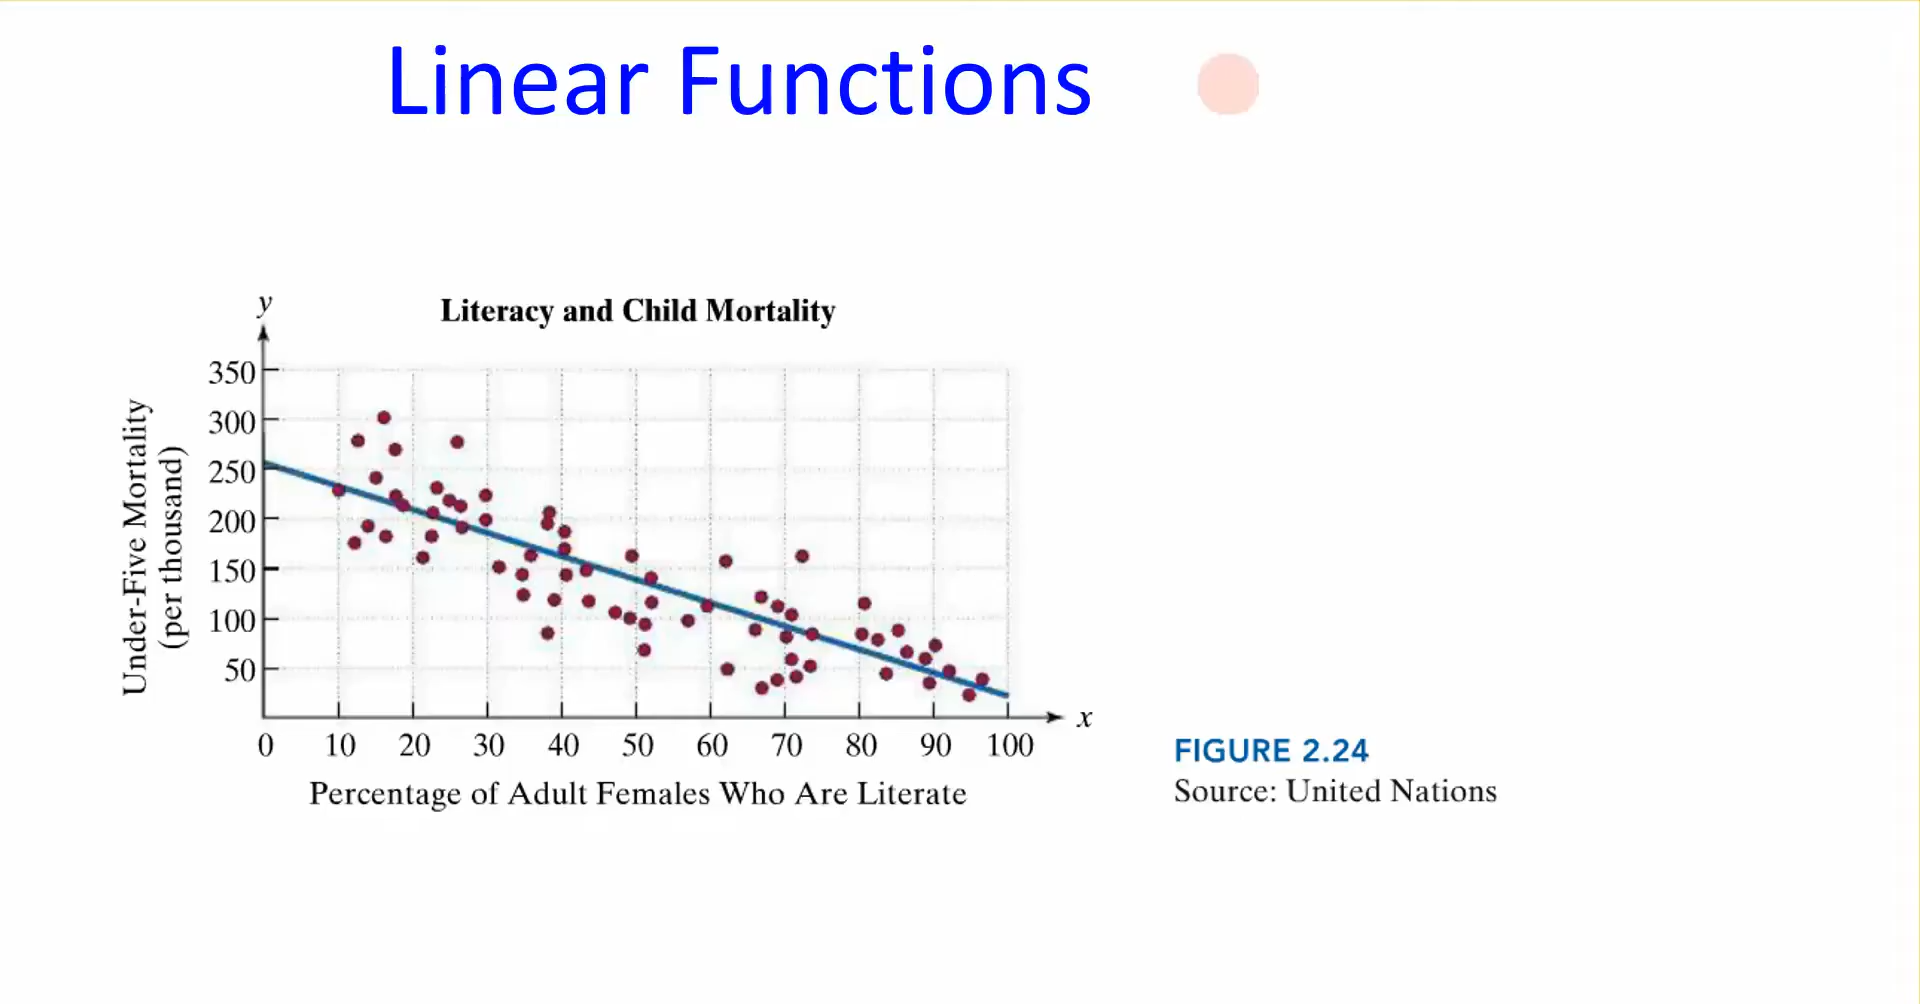 Linear Functions
y
Literacy and Child Mortality
350
300
250
200
150
100
50
Under-Five Mortality
(per thousand)
x
0 10 20 30 40 50 60 70 80 90 100
Percentage of Adult Females Who Are Literate
FIGURE 2.24
Source: United Nations